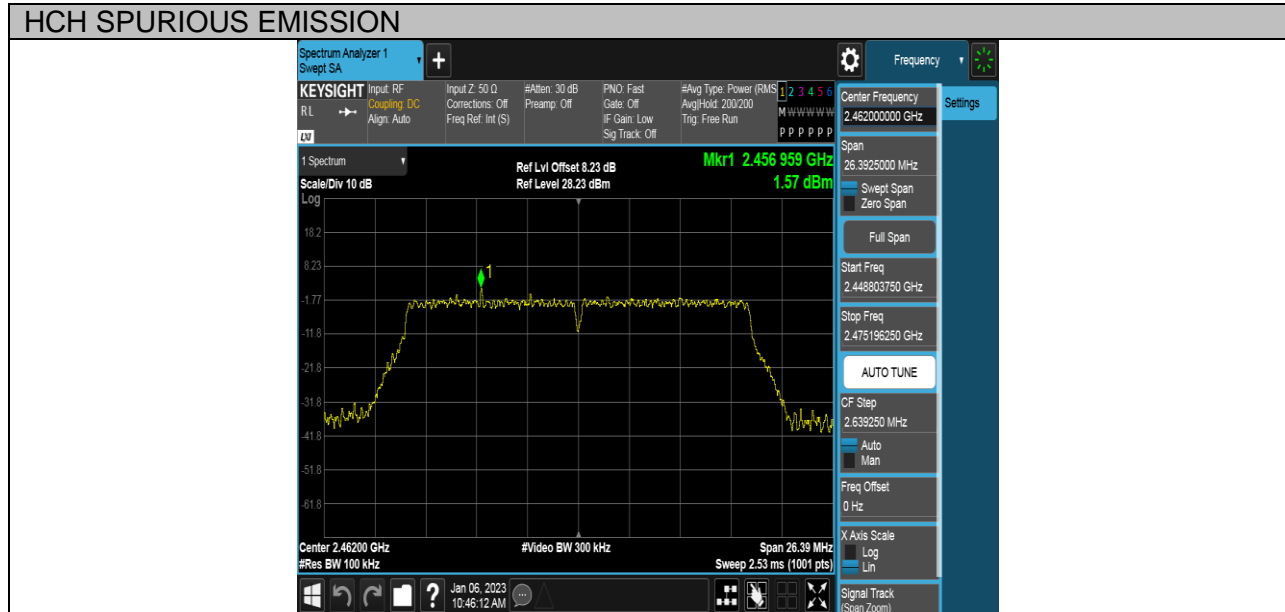 HCH SPURIOUS EMISSION
Spectrum Analyzer 1
Swept SA
+
Frequency
KEYSIGHT
RL
LXI
Input: RF
Coupling: DC
Align: Auto
Input Z: 50 Ω
Corrections: Off
Freq Ref: Int (S)
#Atten: 30 dB
Preamp: Off
PNO: Fast
Gate: Off
IF Gain: Low
Sig Track: Off
#Avg Type: Power (RMS
Avg|Hold: 200/200
Trig: Free Run
1 2 3 4 5 6
M W W W W W
P P P P P P
1 Spectrum
Scale/Div 10 dB
Log
Ref Lvl Offset 8.23 dB
Ref Level 28.23 dBm
Mkr1 2.456 959 GHz
1.57 dBm
18.2
8.23
-1.77
-11.8
-21.8
-31.8
-41.8
-51.8
-61.8
1
Center 2.46200 GHz
#Res BW 100 kHz
#Video BW 300 kHz
Span 26.39 MHz
Sweep 2.53 ms (1001 pts)
Center Frequency
2.462000000 GHz
Settings
Span
26.3925000 MHz
Swept Span
Zero Span
Full Span
Start Freq
2.448803750 GHz
Stop Freq
2.475196250 GHz
AUTO TUNE
CF Step
2.639250 MHz
Auto
Man
Freq Offset
0 Hz
X Axis Scale
Log
Lin
Signal Track
(Span Zoom)
?
Jan 06, 2023
10:46:12 AM